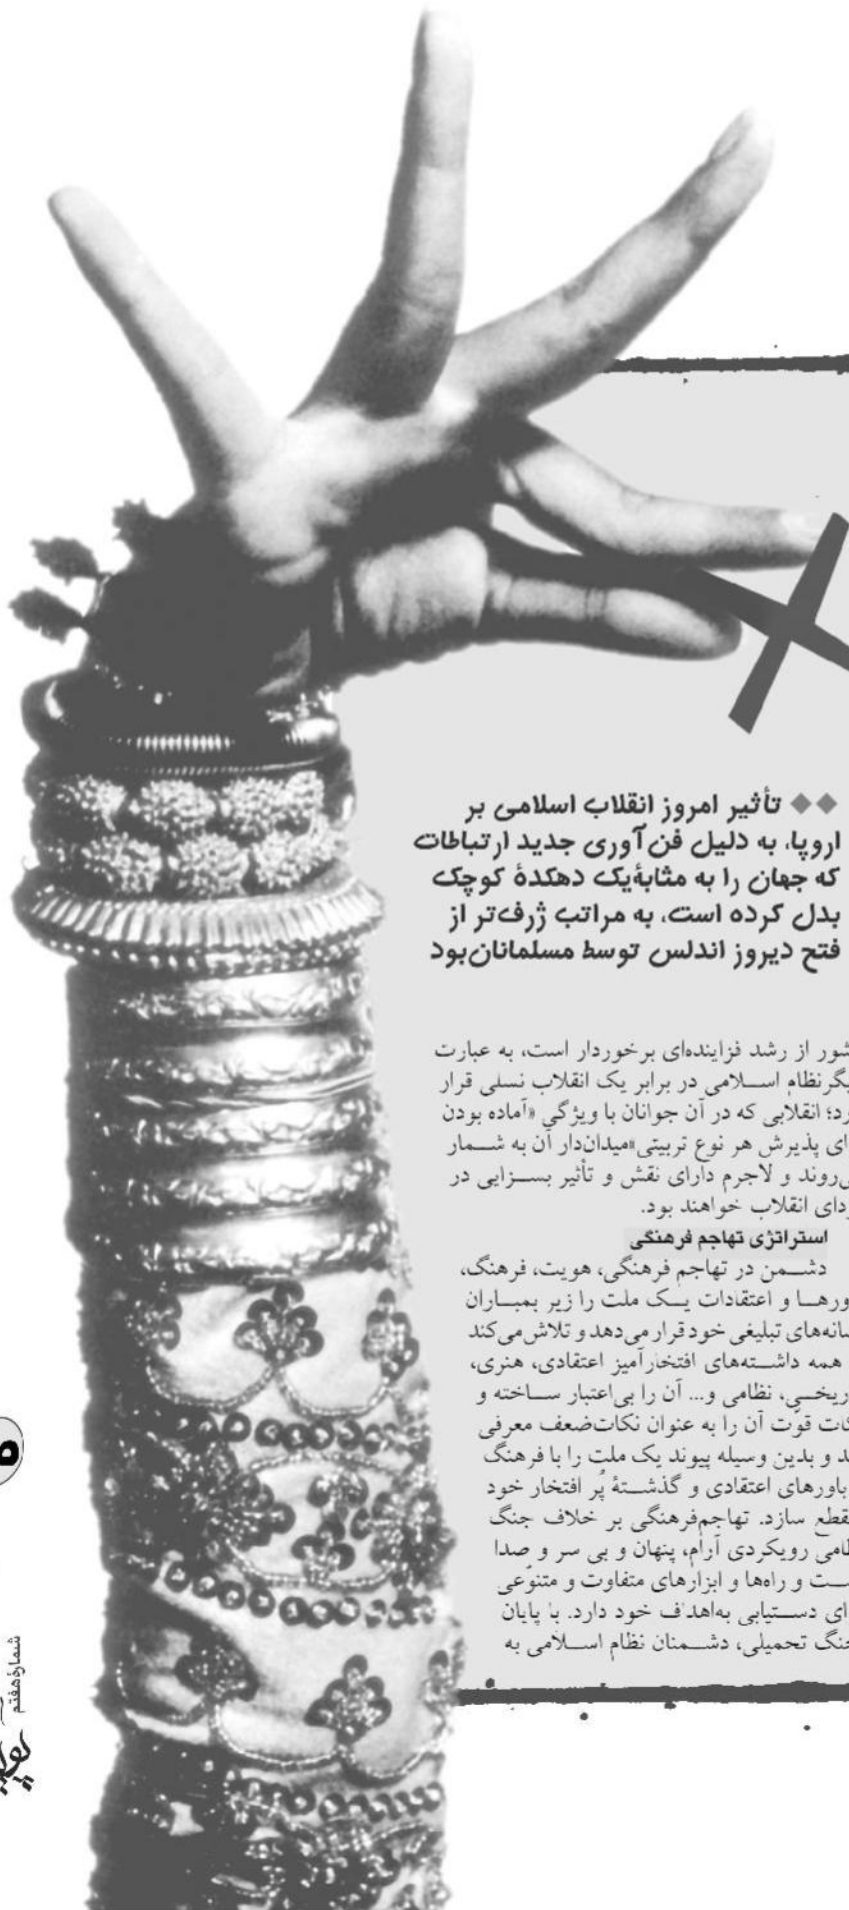 تأثیر امروز انقلاب اسلامی بر
اروپا، به دلیل فن‌آوری جدید ارتباطات
که جهان را به مثابهٔ یک دهکدهٔ کوچک
بدل کرده است، به مراتب ژرف‌تر از
فتح دیروز اندلس توسط مسلمانان بود
شور از رشد فزاینده‌ای برخوردار است، به عبارت
یگر نظام اسلامی در برابر یک انقلاب نسلی قرار
رد؛ انقلابی که در آن جوانان با ویژگی «آماده بودن
ای پذیرش هر نوع تربیتی» میدان‌دار آن به شمار
ی‌روند و لاجرم دارای نقش و تأثیر بسزایی در
ردای انقلاب خواهند بود.
استراتژی تهاجم فرهنگی
دشمن در تهاجم فرهنگی، هویت، فرهنگ،
ورها و اعتقادات یک ملت را زیر بمباران
سانه‌های تبلیغی خود قرار می‌دهد و تلاش می‌کند
همه داشته‌های افتخارآمیز اعتقادی، هنری،
ریخی، نظامی و... آن را بی‌اعتبار ساخته و
کات قوّت آن را به عنوان نکات ضعف معرفی
ند و بدین وسیله پیوند یک ملت را با فرهنگ
باورهای اعتقادی و گذشتهٔ پُر افتخار خود
قطع سازد. تهاجم فرهنگی بر خلاف جنگ
ظامی رویکردی آرام، پنهان و بی سر و صدا
ست و راه‌ها و ابزارهای متفاوت و متنوّعی
ای دستیابی به اهداف خود دارد. با پایان
جنگ تحمیلی، دشمنان نظام اسلامی به
شمارهٔ هفتم